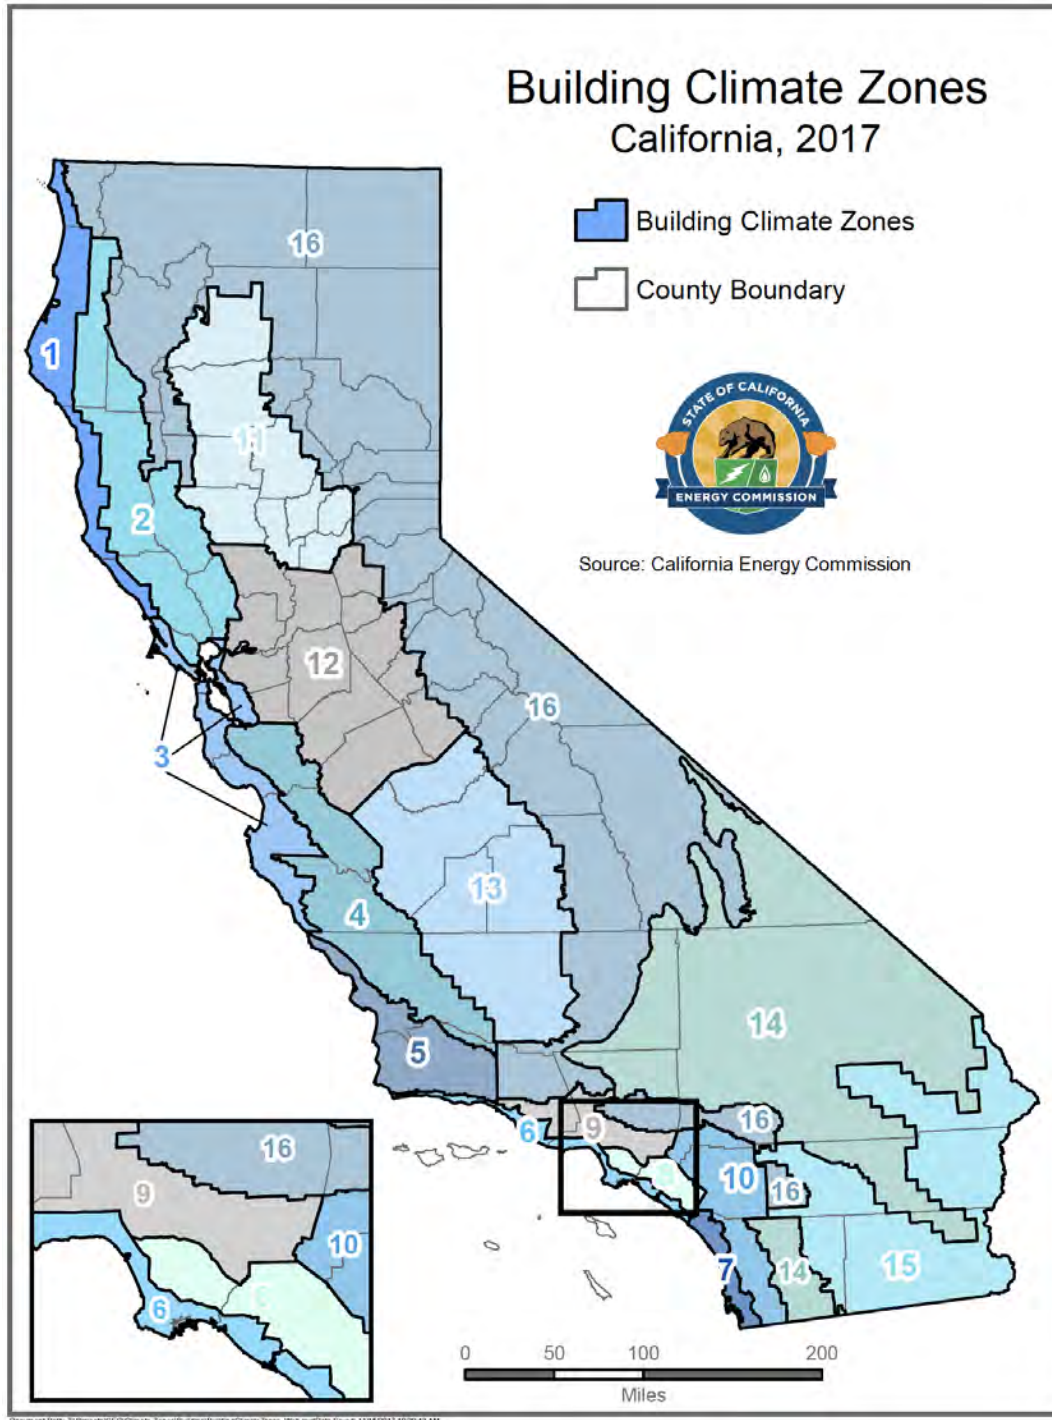 Building Climate Zones
California, 2017
Building Climate Zones
County Boundary
STATE OF CALIFORNIA
ENERGY COMMISSION
Source: California Energy Commission
16
1
11
2
12
16
3
13
4
14
5
6
9
16
8
10
16
7
14
15
16
9
10
6
0 50 100 200
Miles